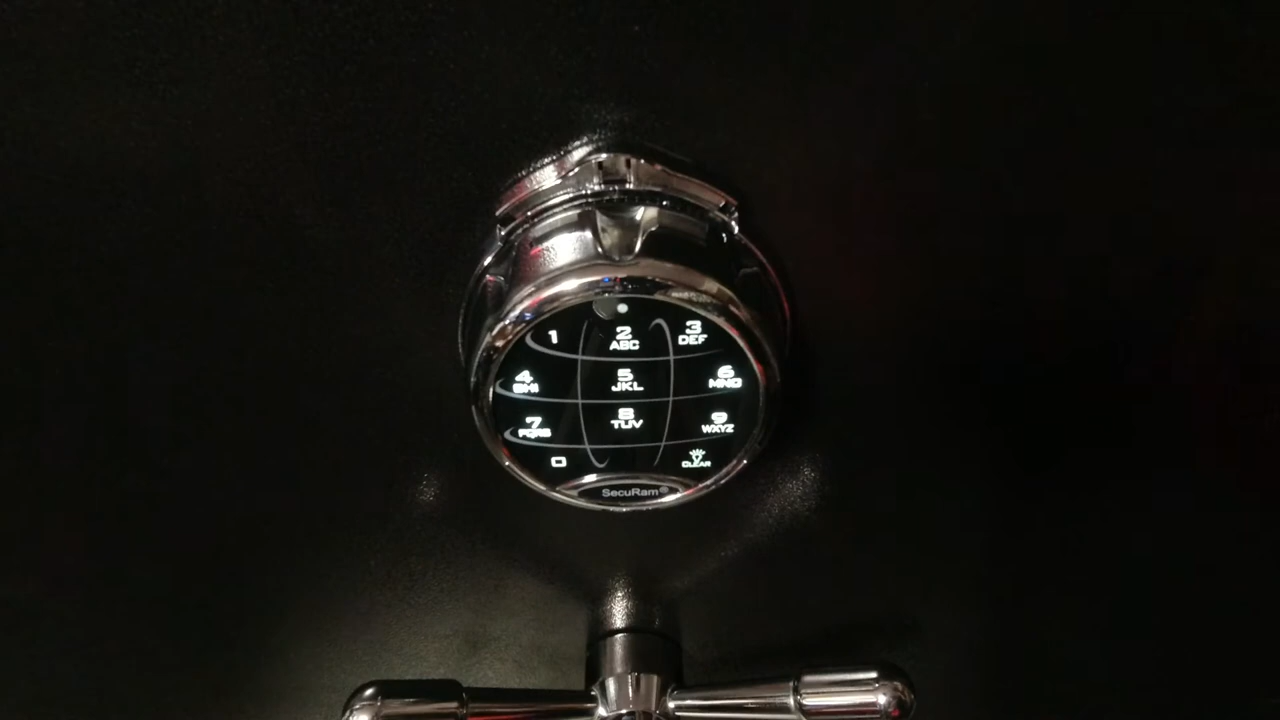 1 2 3
ABC DEF
4 5 6
GHI JKL MNO
7 8 9
PQRS TUV WXYZ
0
CLEAR
SecuRam®